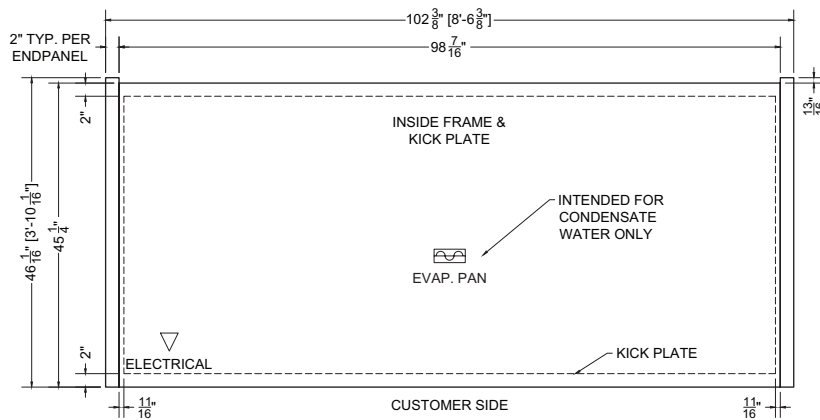 102 3/8" [8'-6 3/8"]
2" TYP. PER
ENDPANEL
98 7/16"
2"
13/16
INSIDE FRAME &
KICK PLATE
46 1/16" [3'-10 1/16"]
45 1/4"
INTENDED FOR
CONDENSATE
WATER ONLY
EVAP. PAN
2"
ELECTRICAL
KICK PLATE
11/16"
CUSTOMER SIDE
11/16"